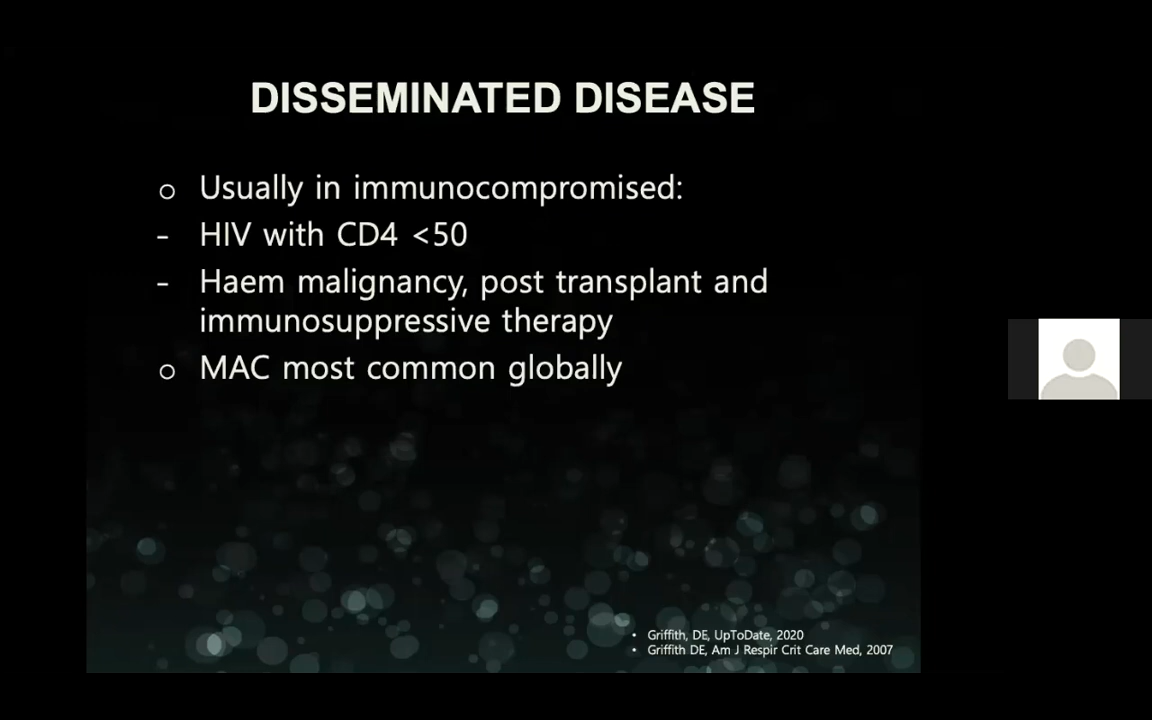 DISSEMINATED DISEASE
o Usually in immunocompromised:
- HIV with CD4 <50
- Haem malignancy, post transplant and
immunosuppressive therapy
o MAC most common globally
• Griffith, DE, UpToDate, 2020
• Griffith DE, Am J Respir Crit Care Med, 2007